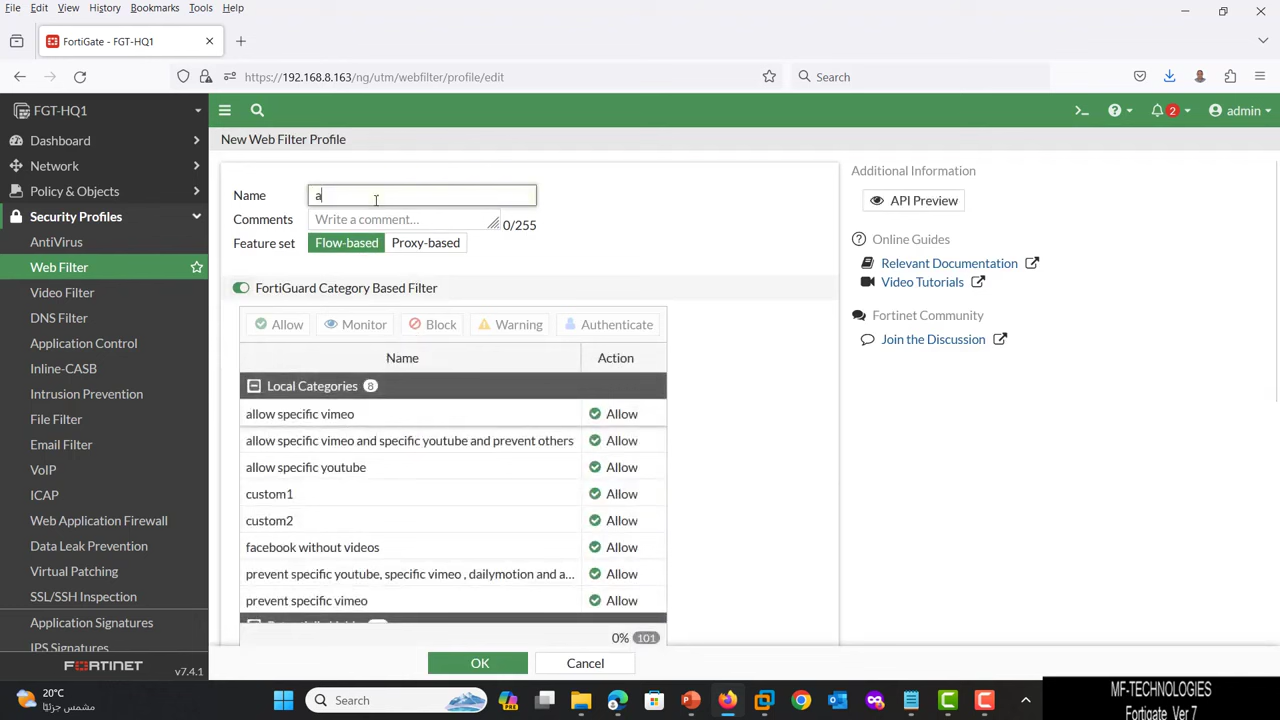 File Edit View History Bookmarks Tools Help
FortiGate - FGT-HQ1
https://192.168.8.163/ng/utm/webfilter/profile/edit
Search
FGT-HQ1
2
admin
Dashboard
Network
Policy & Objects
Security Profiles
AntiVirus
Web Filter
Video Filter
DNS Filter
Application Control
Inline-CASB
Intrusion Prevention
File Filter
Email Filter
VoIP
ICAP
Web Application Firewall
Data Leak Prevention
Virtual Patching
SSL/SSH Inspection
Application Signatures
IPS Signatures
FORTINET
v7.4.1
New Web Filter Profile
Name a
Comments Write a comment... 0/255
Feature set Flow-based Proxy-based
FortiGuard Category Based Filter
Allow Monitor Block Warning Authenticate
Name Action
Local Categories 8
allow specific vimeo Allow
allow specific vimeo and specific youtube and prevent others Allow
allow specific youtube Allow
custom1 Allow
custom2 Allow
facebook without videos Allow
prevent specific youtube, specific vimeo , dailymotion and a... Allow
prevent specific vimeo Allow
0% 101
OK Cancel
Additional Information
API Preview
Online Guides
Relevant Documentation
Video Tutorials
Fortinet Community
Join the Discussion
20°C
مشمس جزئيًا
Search
MF-TECHNOLOGIES
Fortigate Ver 7